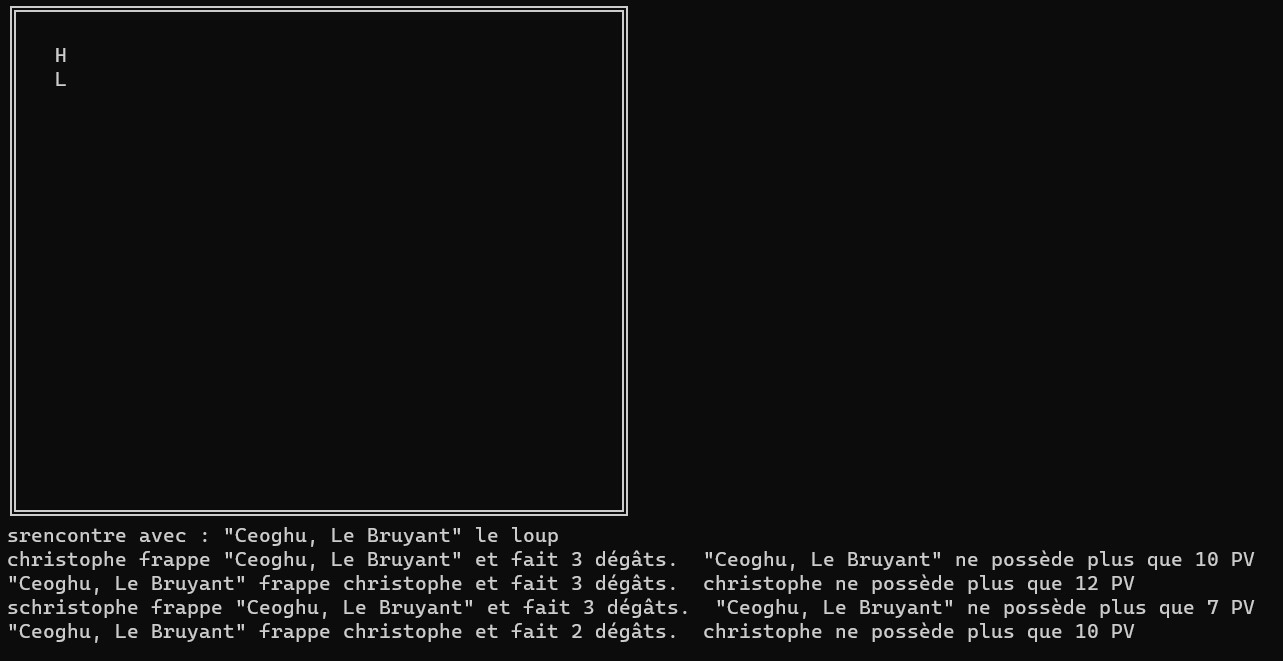 H
L
srencontre avec : "Ceoghu, Le Bruyant" le loup
christophe frappe "Ceoghu, Le Bruyant" et fait 3 dégâts.  "Ceoghu, Le Bruyant" ne possède plus que 10 PV
"Ceoghu, Le Bruyant" frappe christophe et fait 3 dégâts.  christophe ne possède plus que 12 PV
schristophe frappe "Ceoghu, Le Bruyant" et fait 3 dégâts.  "Ceoghu, Le Bruyant" ne possède plus que 7 PV
"Ceoghu, Le Bruyant" frappe christophe et fait 2 dégâts.  christophe ne possède plus que 10 PV